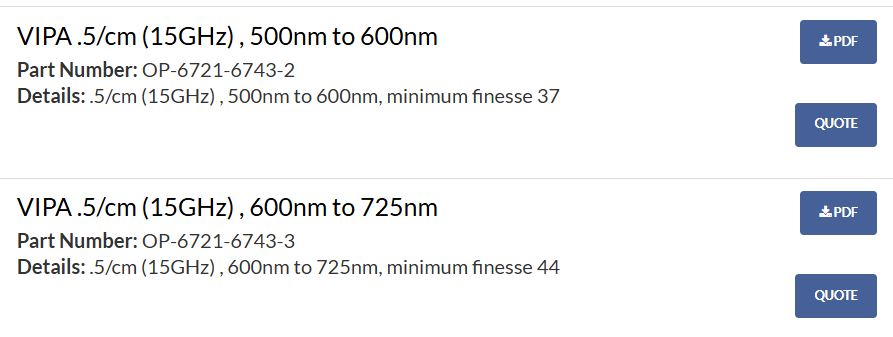 VIPA .5/cm (15GHz) , 500nm to 600nm
PDF
Part Number: OP-6721-6743-2
Details: .5/cm (15GHz) , 500nm to 600nm, minimum finesse 37
QUOTE
VIPA .5/cm (15GHz) , 600nm to 725nm
PDF
Part Number: OP-6721-6743-3
Details: .5/cm (15GHz) , 600nm to 725nm, minimum finesse 44
QUOTE